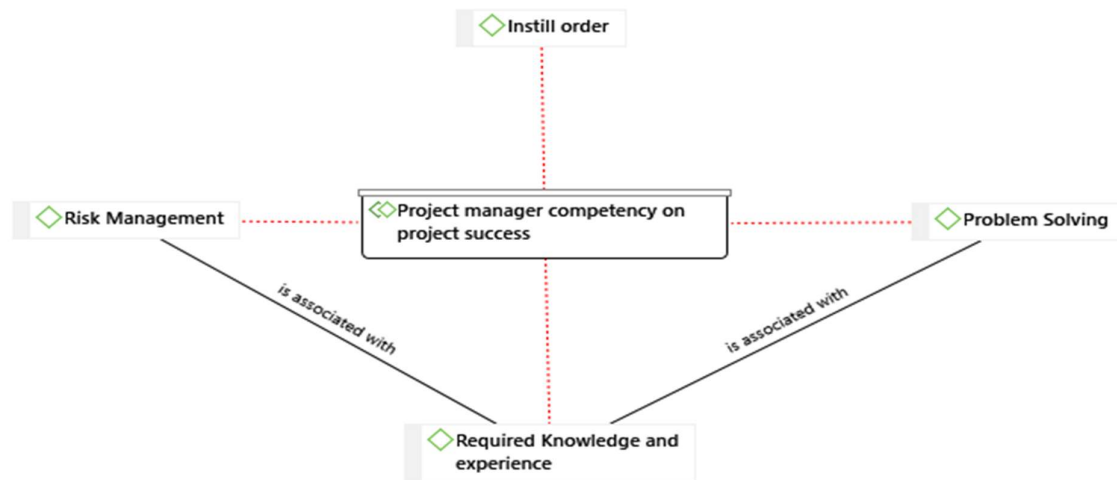 Instill order
Risk Management
Project manager competency on
project success
Problem Solving
is associated with
is associated with
Required Knowledge and
experience